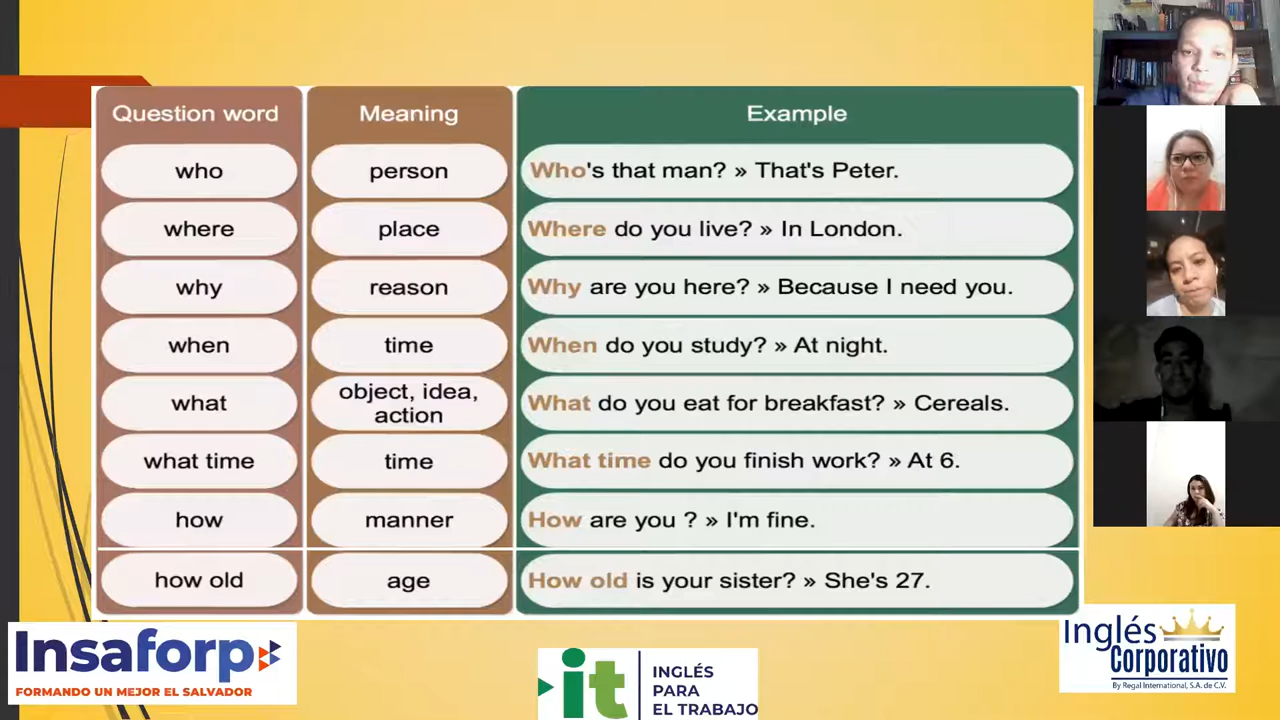 Question word Meaning Example
who person Who's that man? » That's Peter.
where place Where do you live? » In London.
why reason Why are you here? » Because I need you.
when time When do you study? » At night.
what object, idea, action What do you eat for breakfast? » Cereals.
what time time What time do you finish work? » At 6.
how manner How are you ? » I'm fine.
how old age How old is your sister? » She's 27.
Insaforp
FORMANDO UN MEJOR EL SALVADOR
it
INGLÉS
PARA
EL TRABAJO
Inglés
Corporativo
By Regal International, S.A. de C.V.